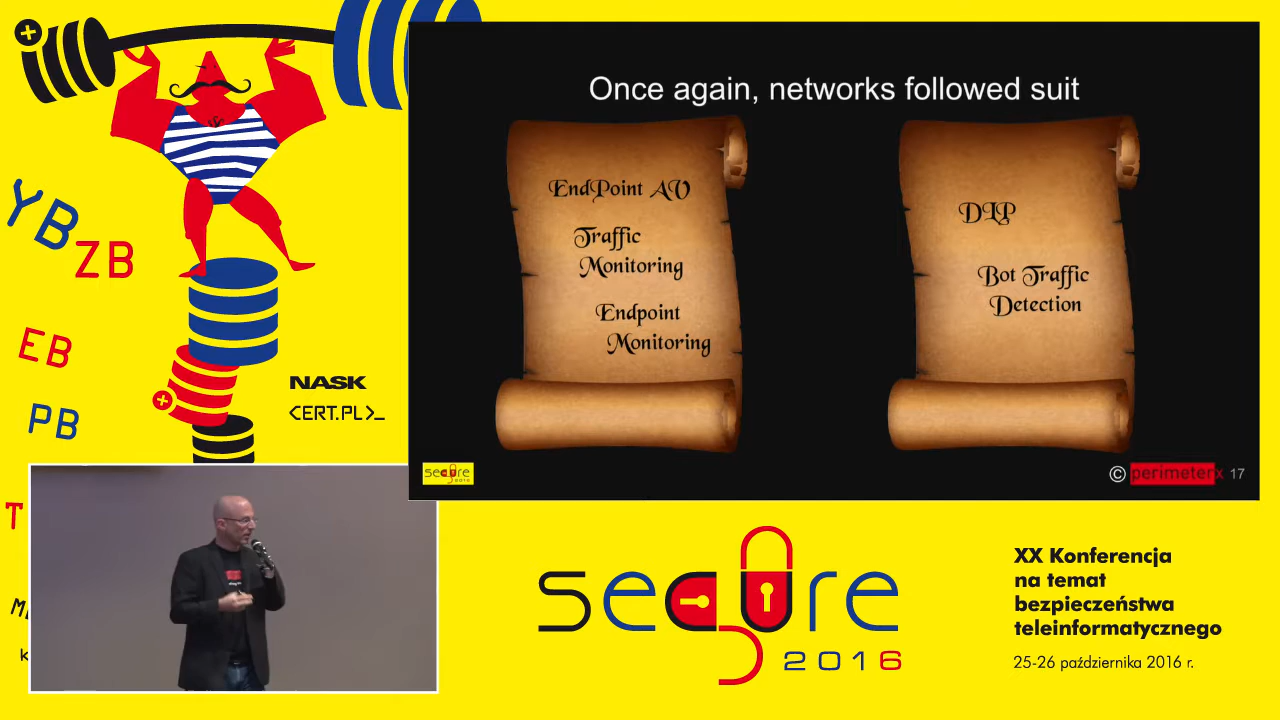 YB
ZB
EB
PB
NASK
<CERT.PL>_
Once again, networks followed suit
EndPoint AV
Traffic
Monitoring
Endpoint
Monitoring
DLP
Bot Traffic
Detection
secure
2016
© perimeterx 17
secure
2016
XX Konferencja
na temat
bezpieczeństwa
teleinformatycznego
25-26 października 2016 r.